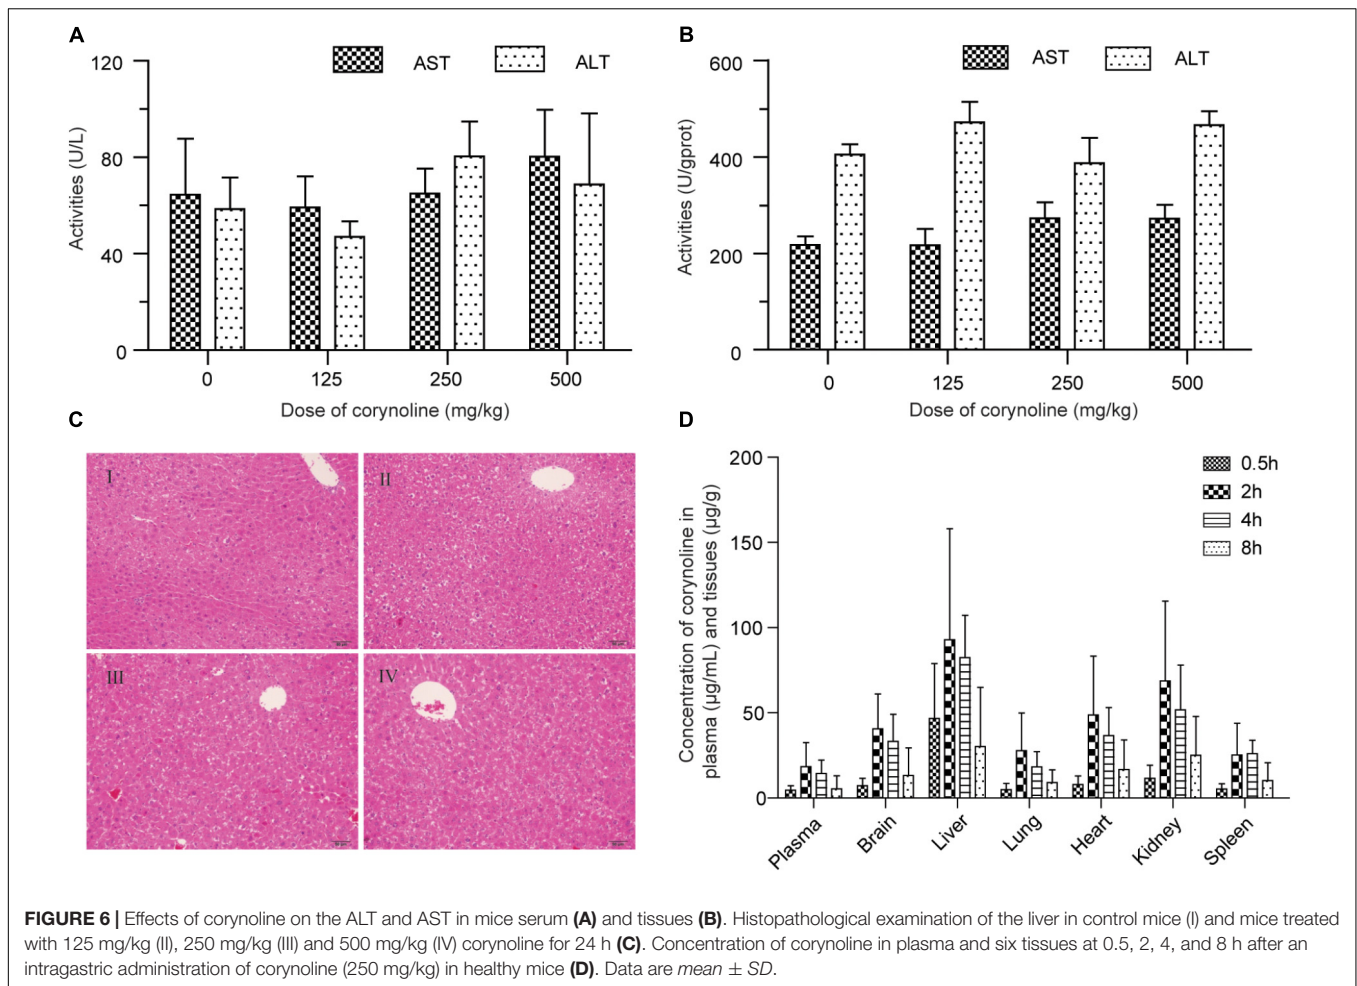 A
AST
ALT
120
80
40
0
Activities (U/L)
0
125
250
500
Dose of corynoline (mg/kg)
B
AST
ALT
600
400
200
0
Activities (U/gprot)
0
125
250
500
Dose of corynoline (mg/kg)
C
I
II
III
IV
D
200
150
100
50
0
Concentration of coryoline in
plasma (μg/mL) and tissues (μg/g)
0.5h
2h
4h
8h
Plasma
Brain
Liver
Lung
Heart
Kidney
Spleen
FIGURE 6 | Effects of corynoline on the ALT and AST in mice serum (A) and tissues (B). Histopathological examination of the liver in control mice (I) and mice treated
with 125 mg/kg (II), 250 mg/kg (III) and 500 mg/kg (IV) corynoline for 24 h (C). Concentration of corynoline in plasma and six tissues at 0.5, 2, 4, and 8 h after an
intragastric administration of corynoline (250 mg/kg) in healthy mice (D). Data are mean ± SD.